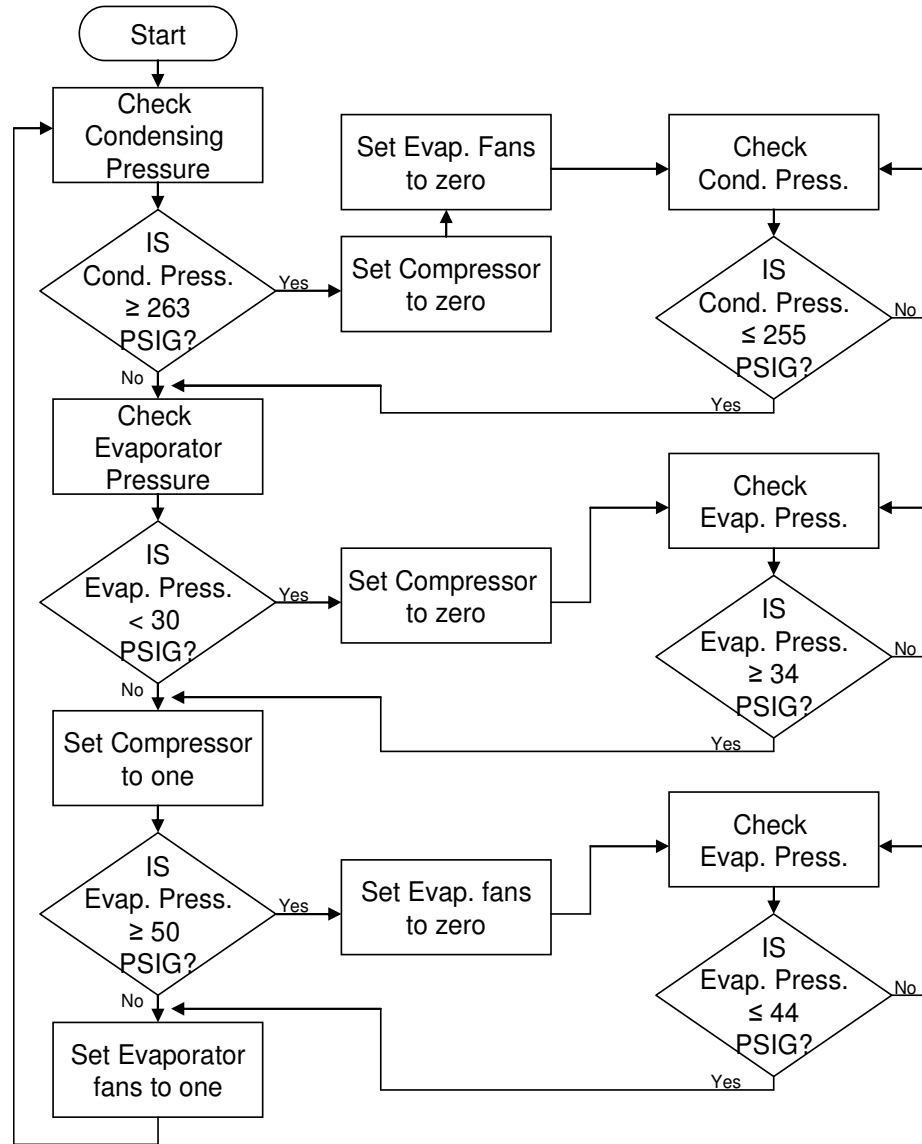 Start
Check
Condensing
Pressure
IS
Cond. Press.
≥ 263
PSIG?
Yes
No
Set Compressor
to zero
Set Evap. Fans
to zero
Check
Cond. Press.
IS
Cond. Press.
≤ 255
PSIG?
No
Yes
Check
Evaporator
Pressure
IS
Evap. Press.
< 30
PSIG?
Yes
No
Set Compressor
to zero
Check
Evap. Press.
IS
Evap. Press.
≥ 34
PSIG?
No
Yes
Set Compressor
to one
IS
Evap. Press.
≥ 50
PSIG?
Yes
No
Set Evap. fans
to zero
Check
Evap. Press.
IS
Evap. Press.
≤ 44
PSIG?
No
Yes
Set Evaporator
fans to one